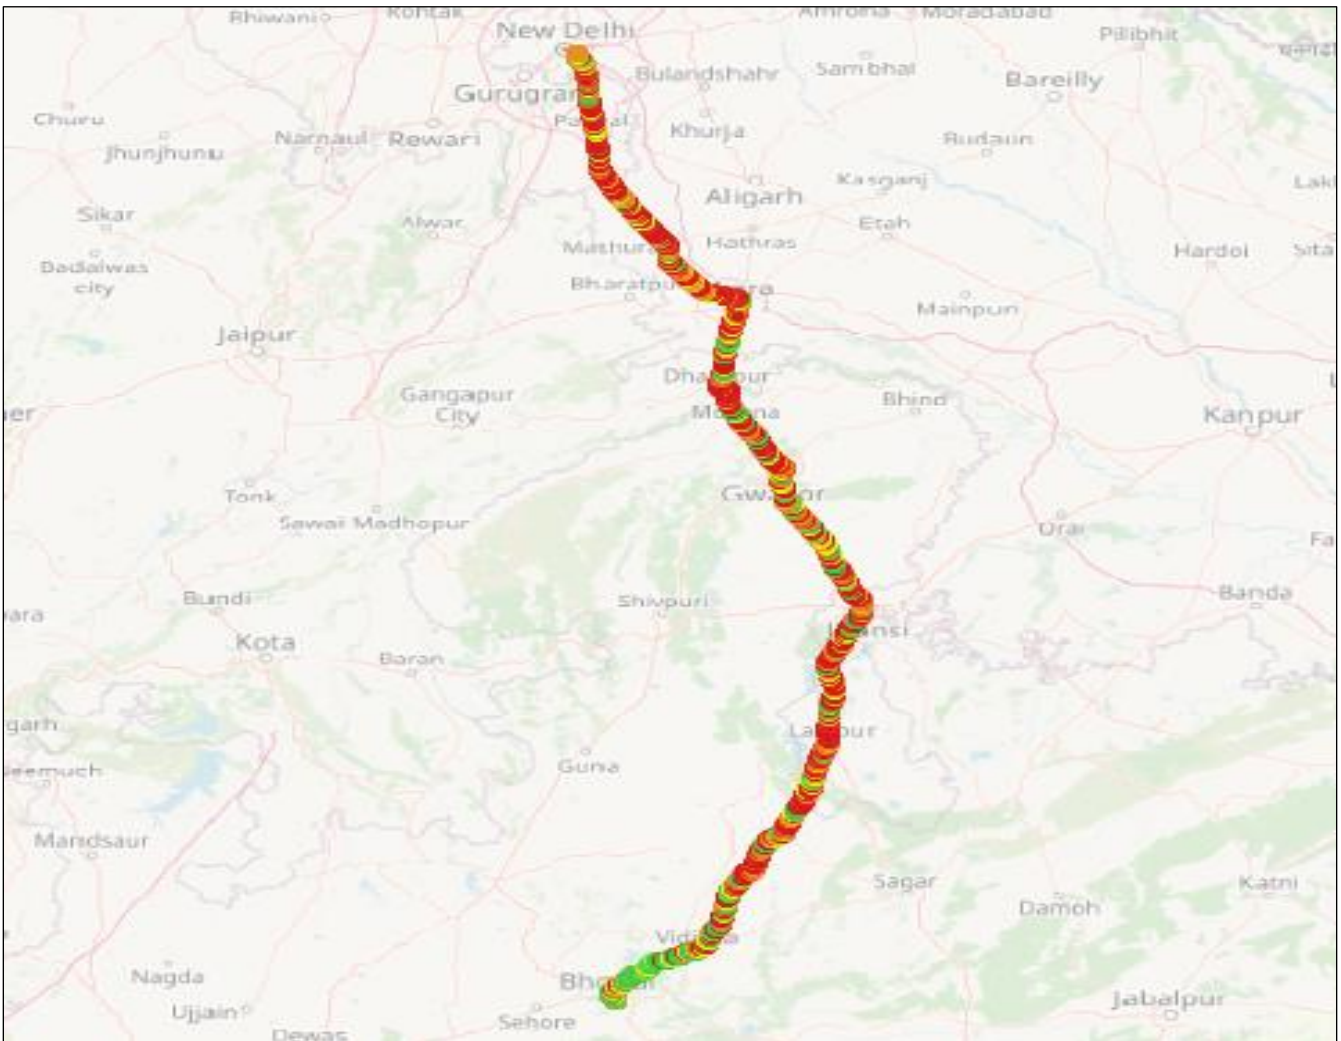 Bhiwani
Rohtak
New Delhi
Amroha
Moradabad
Pilibhit
Bulandshahr
Sambhal
Bareilly
Churu
Narnaul
Rewari
Khurja
Budaun
Jhunjhunu
Aligarh
Kasganj
Sikar
Alwar
Etah
Hathras
Hardoi
Dadalwas
city
Mainpuri
Jaipur
Gangapur
City
Bhind
Kanpur
Tonk
Sawai Madhopur
Orai
Bundi
Shivpuri
Banda
Kota
Baran
garh
Guna
Mandsaur
Sagar
Katni
Damoh
Nagda
Ujjain
Sehore
Jabalpur
Dewas